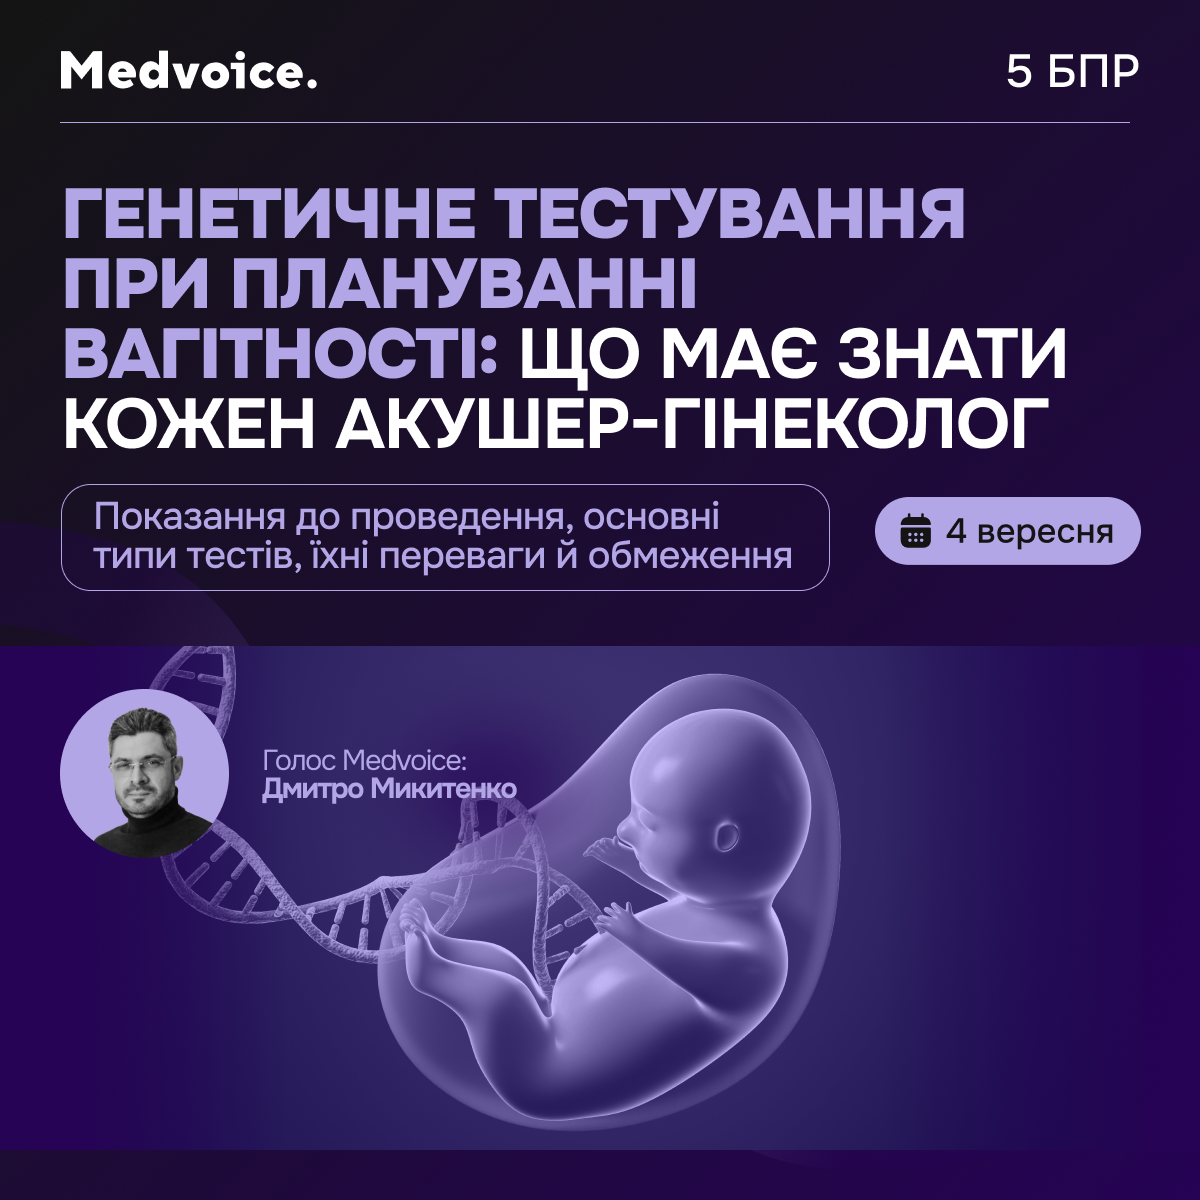 Medvoice.
5 БПР
ГЕНЕТИЧНЕ ТЕСТУВАННЯ
ПРИ ПЛАНУВАННІ
ВАГІТНОСТІ: ЩО МАЄ ЗНАТИ
КОЖЕН АКУШЕР-ГІНЕКОЛОГ
Показання до проведення, основні
типи тестів, їхні переваги й обмеження
4 вересня
Голос Medvoice:
Дмитро Микитенко